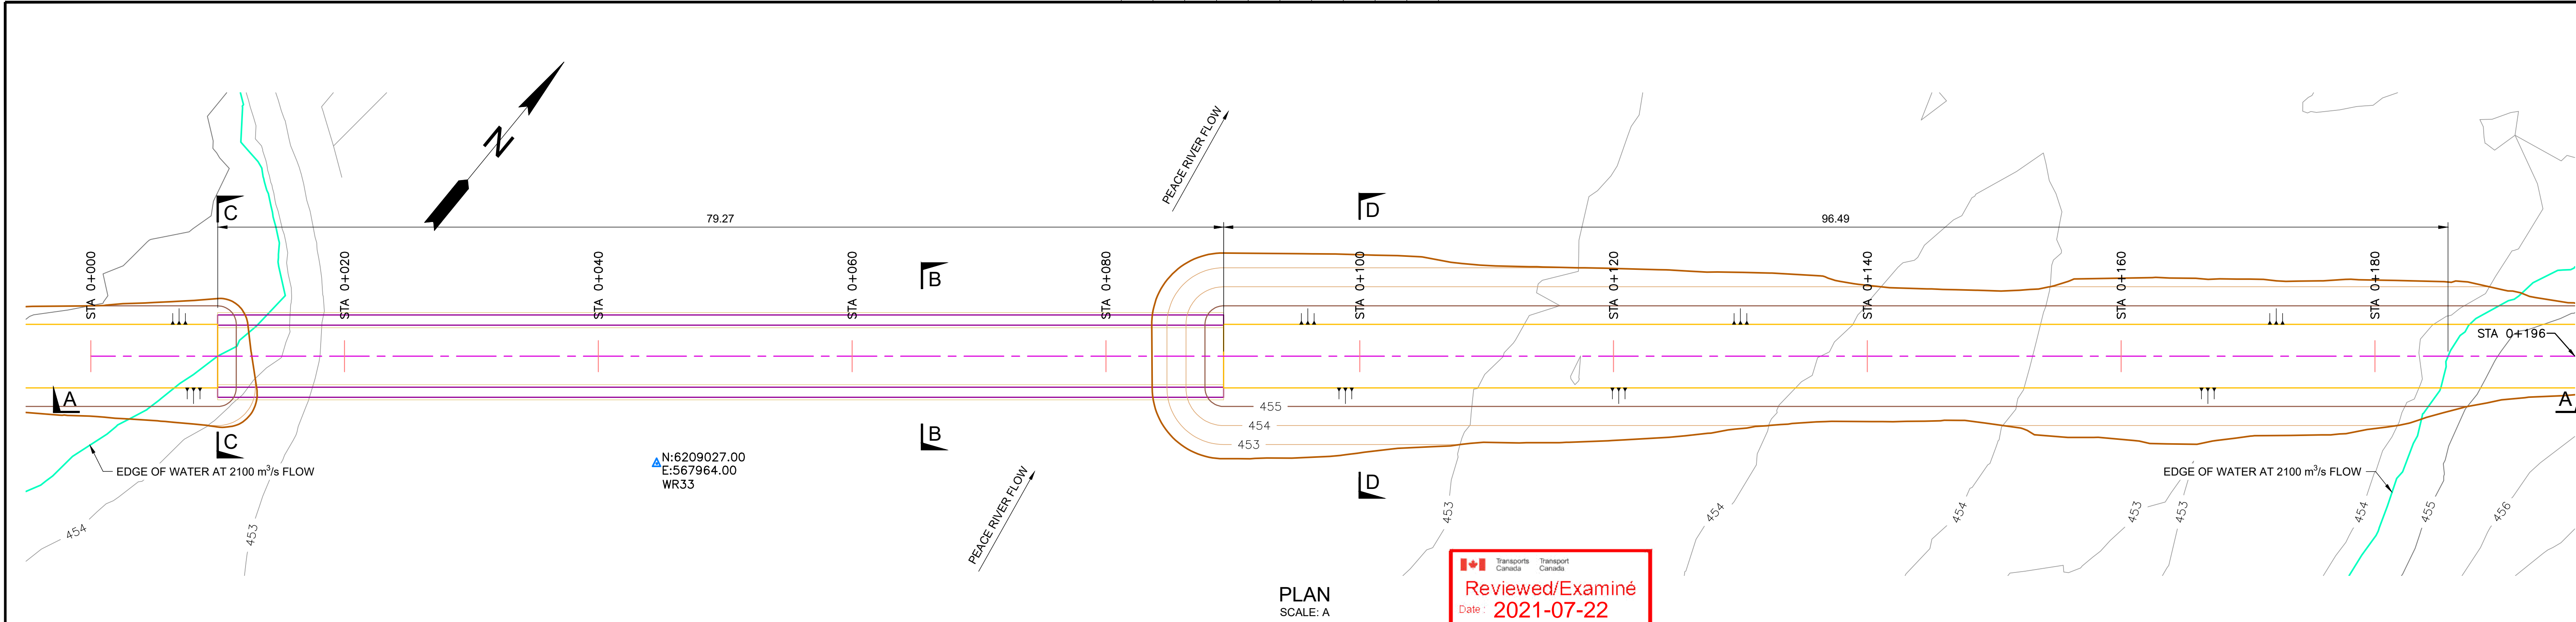 N
PEACE RIVER FLOW
C
79.27
D
96.49
STA 0+000
STA 0+020
STA 0+040
STA 0+060
B
STA 0+080
STA 0+100
STA 0+120
STA 0+140
STA 0+160
STA 0+180
STA 0+196
A
A
455
454
453
C
B
D
EDGE OF WATER AT 2100 m³/s FLOW
N:6209027.00
E:567964.00
WR33
PEACE RIVER FLOW
EDGE OF WATER AT 2100 m³/s FLOW
454
453
453
454
454
453
453
454
455
456
PLAN
SCALE: A
Transports Transport
Canada Canada
Reviewed/Examiné
Date : 2021-07-22